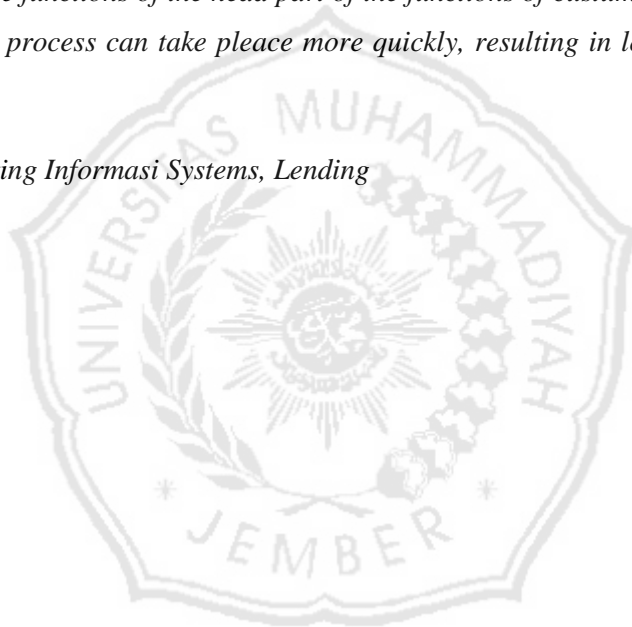 functions of the head part of the functions of
process can take pleace more quickly, resulting in
ing Informasi Systems, Lending
UNIVERSITAS MUHAMMADIYAH
JEMBER